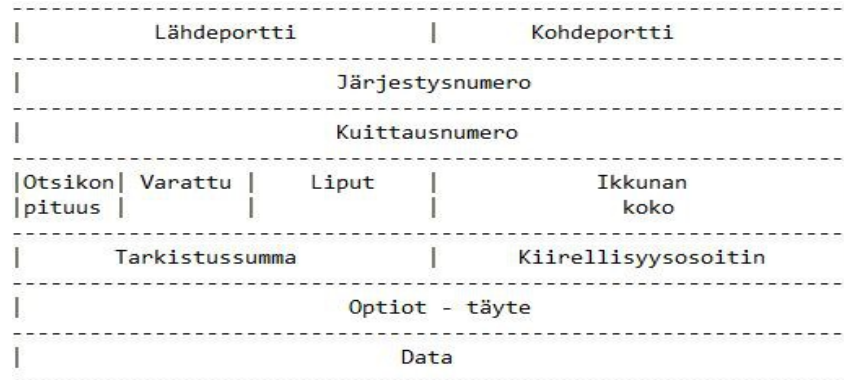 | Lähdeportti | Kohdeportti
| Järjestysnumero
| Kuittausnumero
|Otsikon| Varattu | Liput | Ikkunan
|pituus | | | koko
| Tarkistussumma | Kiirellisyysosoitin
| Optiot - täyte
| Data